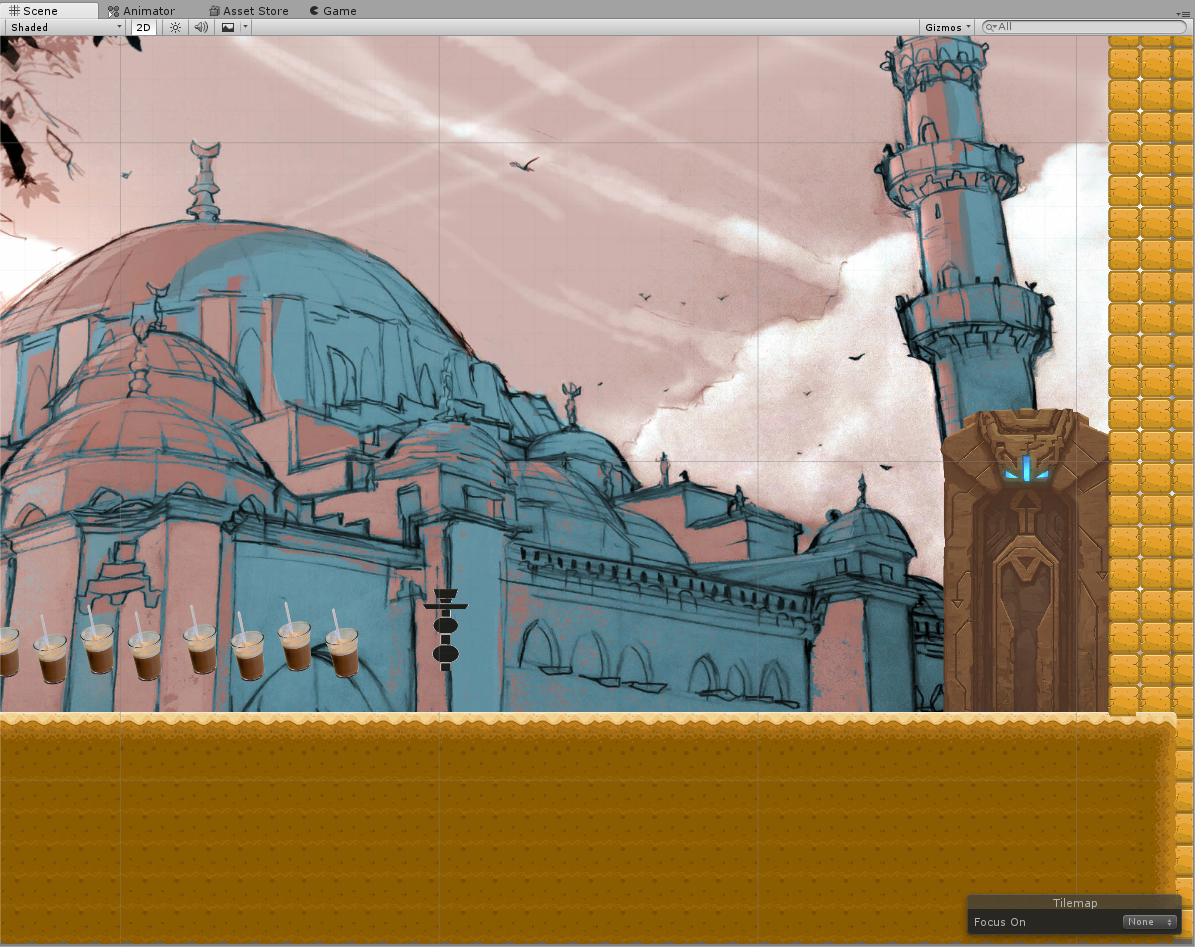 Scene Animator Asset Store Game
Shaded 2D Gizmos All
Tilemap
Focus On None